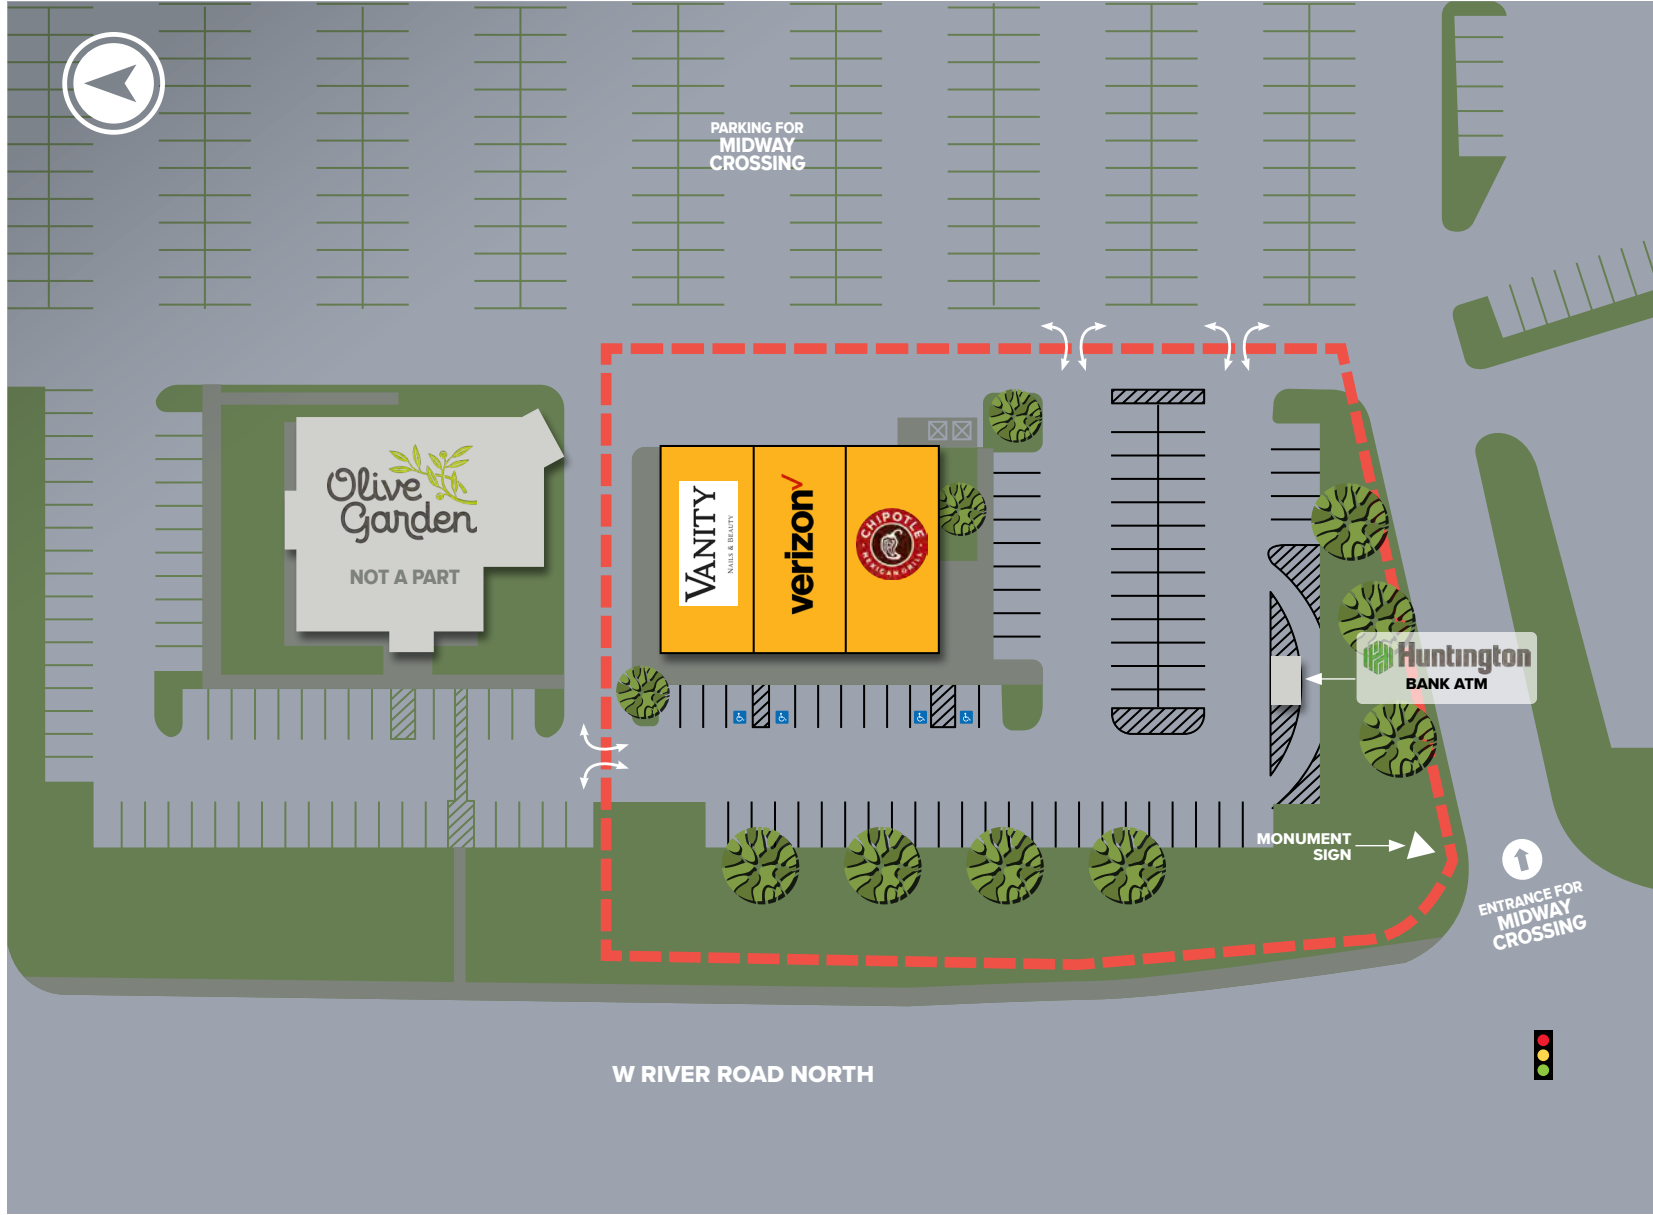 PARKING FOR
MIDWAY
CROSSING
Olive
Garden
NOT A PART
VANITY
NAILS & BEAUTY
verizon
CHIPOTLE
MEXICAN GRILL
Huntington
BANK ATM
MONUMENT
SIGN
ENTRANCE FOR
MIDWAY
CROSSING
W RIVER ROAD NORTH